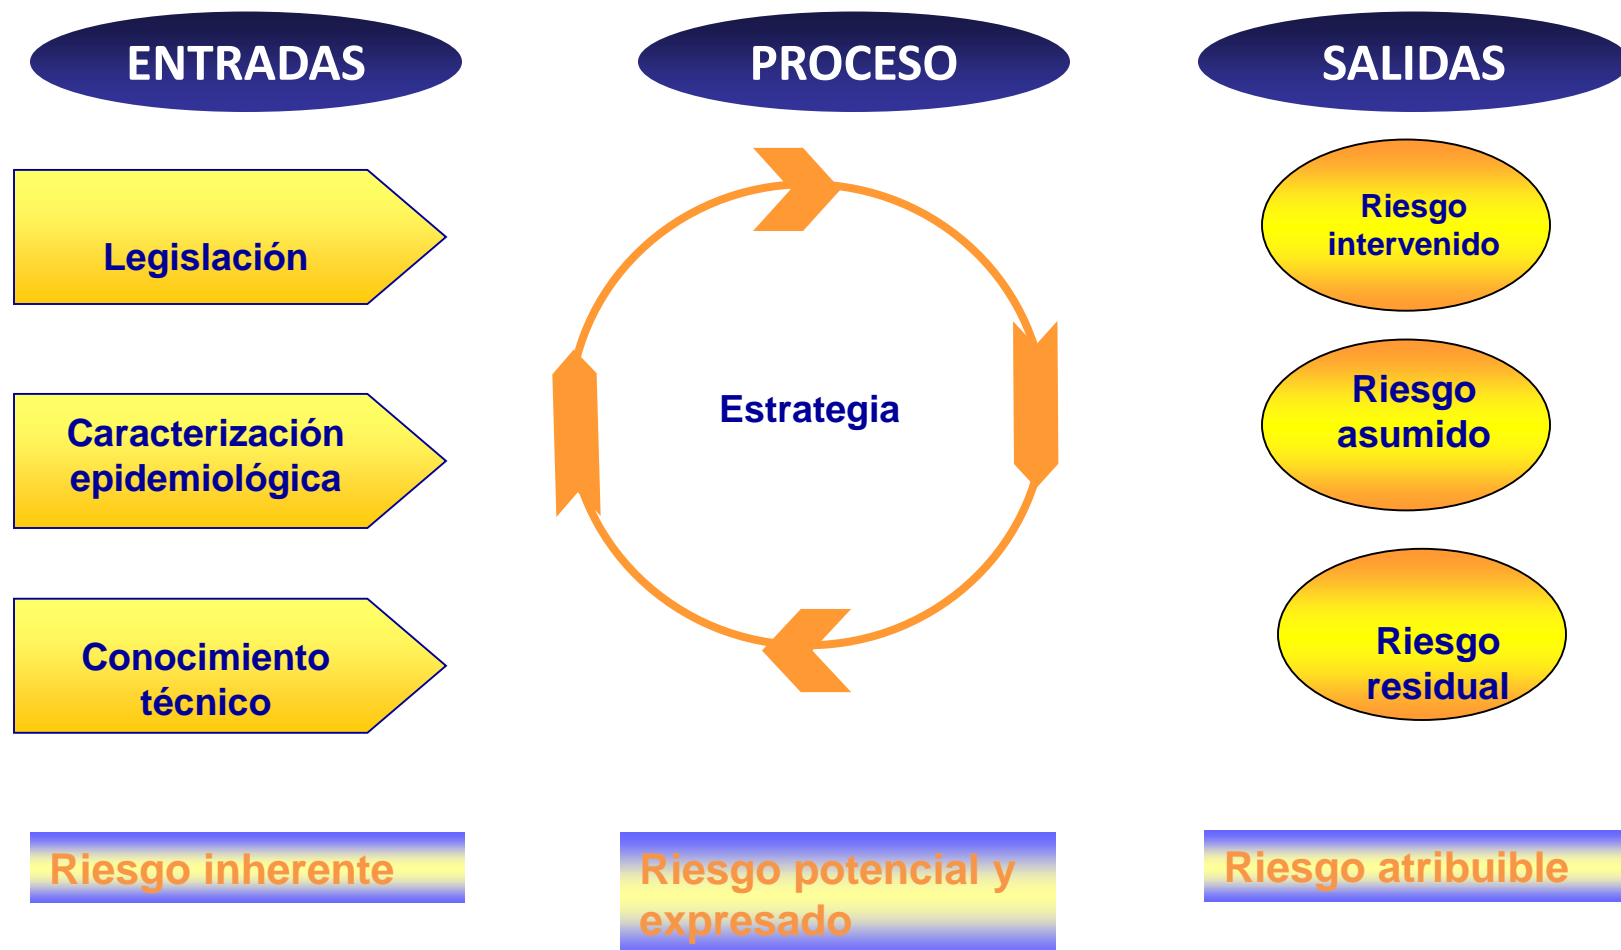 ENTRADAS
PROCESO
SALIDAS
Legislación
Caracterización
epidemiológica
Conocimiento
técnico
Estrategia
Riesgo
intervenido
Riesgo
asumido
Riesgo
residual
Riesgo inherente
Riesgo potencial y
expresado
Riesgo atribuible